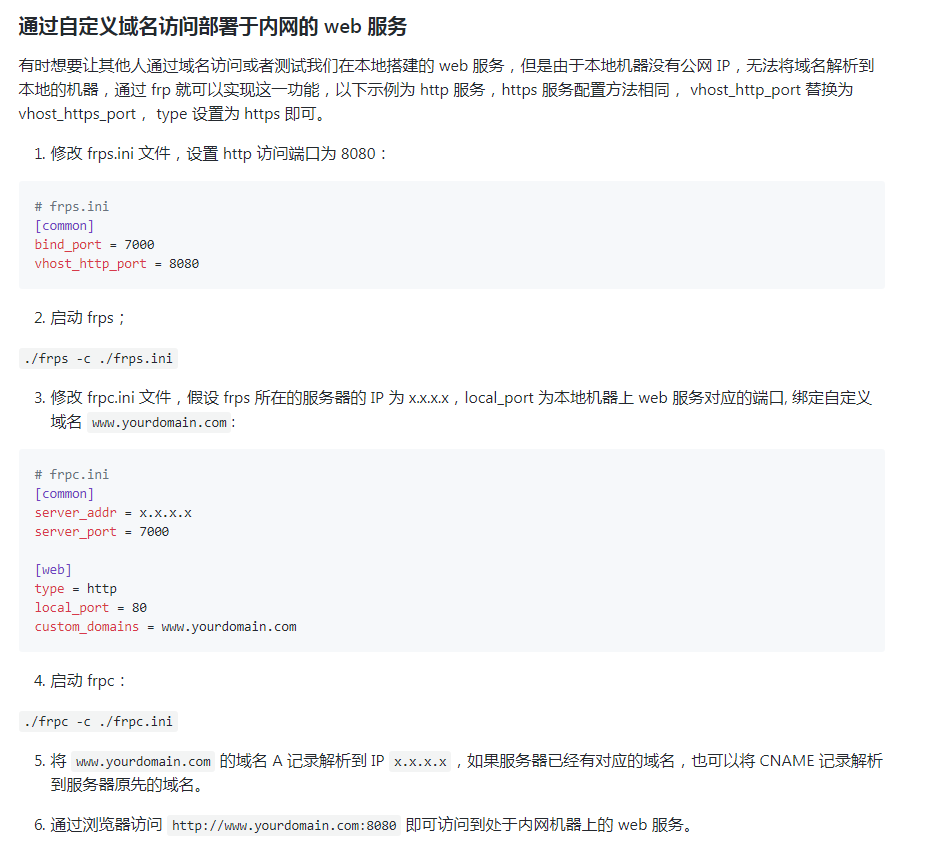 通过自定义域名访问部署于内网的 web 服务
有时想要让其他人通过域名访问或者测试我们在本地搭建的 web 服务，但是由于本地机器没有公网 IP，无法将域名解析到
本地的机器，通过 frp 就可以实现这一功能，以下示例为 http 服务，https 服务配置方法相同， vhost_http_port 替换为
vhost_https_port， type 设置为 https 即可。
1. 修改 frps.ini 文件，设置 http 访问端口为 8080：
# frps.ini
[common]
bind_port = 7000
vhost_http_port = 8080
2. 启动 frps；
./frps -c ./frps.ini
3. 修改 frpc.ini 文件，假设 frps 所在的服务器的 IP 为 x.x.x.x，local_port 为本地机器上 web 服务对应的端口, 绑定自定义
域名 www.yourdomain.com:
# frpc.ini
[common]
server_addr = x.x.x.x
server_port = 7000
[web]
type = http
local_port = 80
custom_domains = www.yourdomain.com
4. 启动 frpc：
./frpc -c ./frpc.ini
5. 将 www.yourdomain.com 的域名 A 记录解析到 IP x.x.x.x ，如果服务器已经有对应的域名，也可以将 CNAME 记录解析
到服务器原先的域名。
6. 通过浏览器访问 http://www.yourdomain.com:8080 即可访问到处于内网机器上的 web 服务。